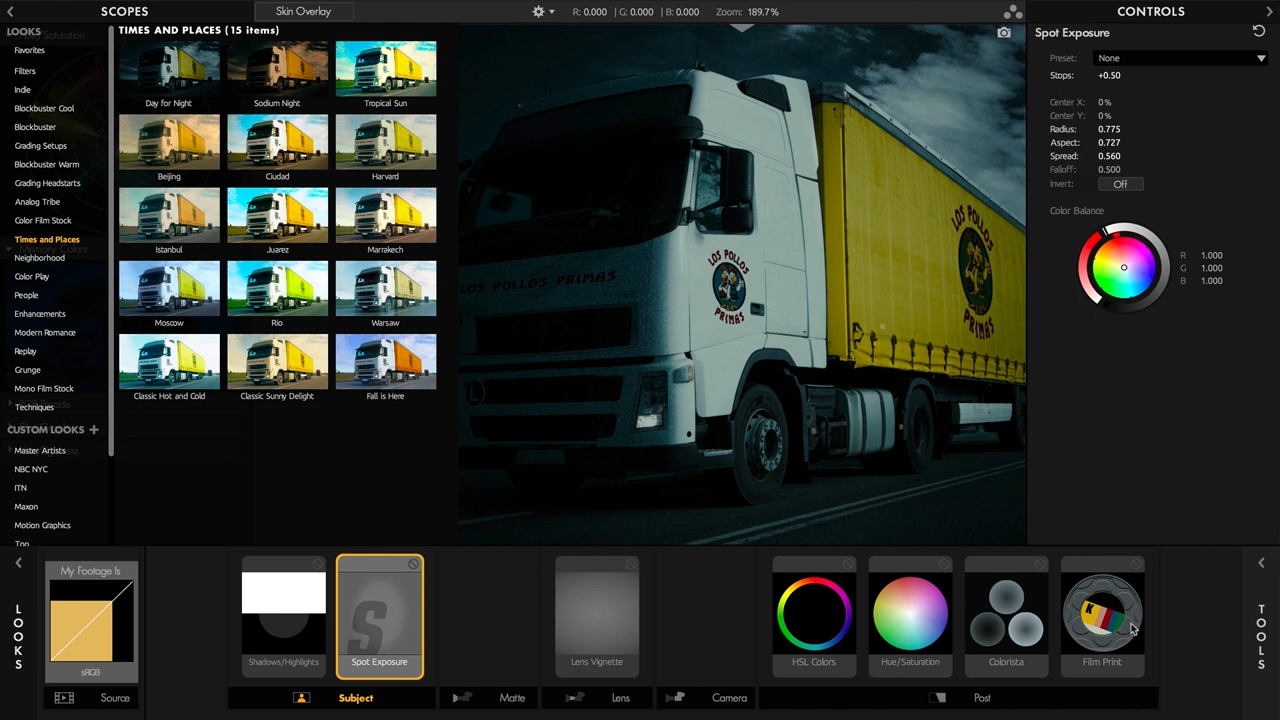 SCOPES
Skin Overlay
R: 0.000 | G: 0.000 | B: 0.000 Zoom: 189.7%
CONTROLS
LOOKS
Favorites
Filters
Indie
Blockbuster Cool
Blockbuster
Grading Setups
Blockbuster Warm
Grading Headstarts
Analog Tribe
Color Film Stock
Times and Places
Neighborhood
Color Play
People
Enhancements
Modern Romance
Replay
Grunge
Mono Film Stock
Techniques
CUSTOM LOOKS +
Master Artists
NBC NYC
ITN
Maxon
Motion Graphics
TIMES AND PLACES (15 items)
Day for Night
Sodium Night
Tropical Sun
Beijing
Ciudad
Harvard
Istanbul
Juarez
Marrakech
Moscow
Rio
Warsaw
Classic Hot and Cold
Classic Sunny Delight
Fall is Here
LOS POLLOS PRIMAS
LOS POLLOS
PRIMAS
LOS POLLOS
PRIMAS
Spot Exposure
Preset: None
Stops: +0.50
Center X: 0%
Center Y: 0%
Radius: 0.775
Aspect: 0.727
Spread: 0.560
Falloff: 0.500
Invert: Off
Color Balance
R 1.000
G 1.000
B 1.000
LOOKS
My Footage Is
sRGB
Source
Shadows/Highlights
S
Spot Exposure
Subject
Matte
Lens Vignette
Lens
Camera
HSL Colors
Hue/Saturation
Colorista
K
Film Print
Post
TOOLS